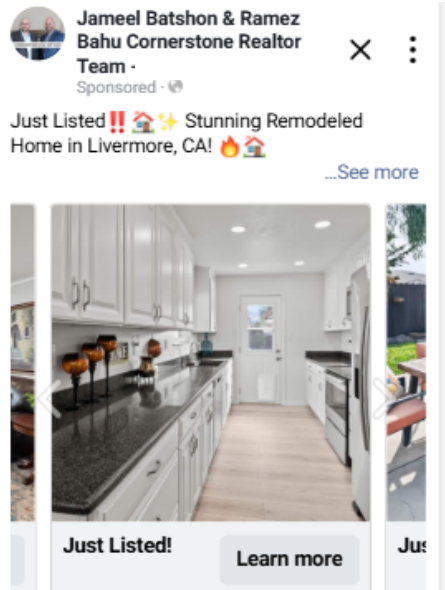 Jameel Batshon & Ramez
Bahu Cornerstone Realtor
Team ·
Sponsored ·
Just Listed‼️🏠✨ Stunning Remodeled
Home in Livermore, CA! 🔥🏠
...See more
Just Listed!
Learn more
Jus